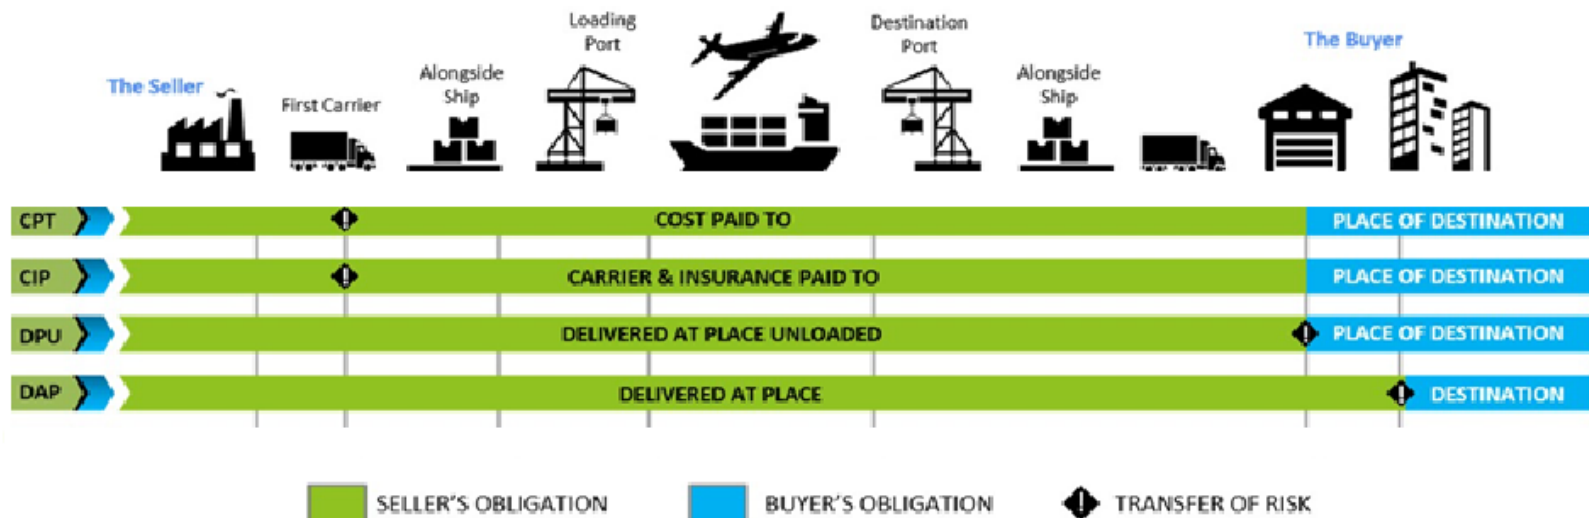 The Seller
First Carrier
Alongside
Ship
Loading
Port
Destination
Port
Alongside
Ship
The Buyer
CPT
COST PAID TO
PLACE OF DESTINATION
CIP
CARRIER & INSURANCE PAID TO
PLACE OF DESTINATION
DPU
DELIVERED AT PLACE UNLOADED
PLACE OF DESTINATION
DAP
DELIVERED AT PLACE
DESTINATION
SELLER'S OBLIGATION
BUYER'S OBLIGATION
TRANSFER OF RISK